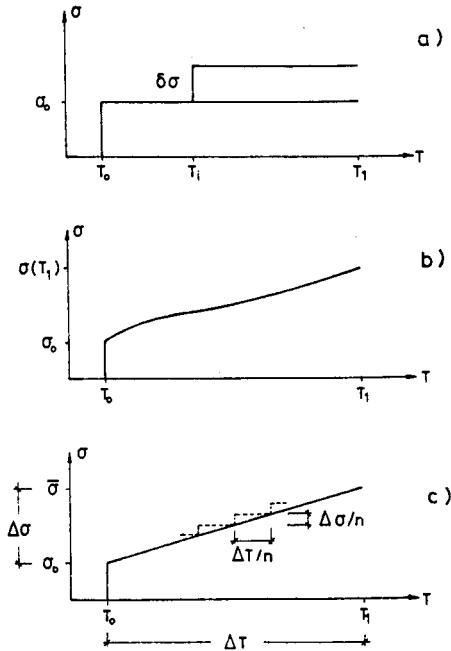 σ
a)
δσ
σ₀
T₀ Tᵢ T₁ T
σ
b)
σ(T₁)
σ₀
T₀ T₁ T
σ
c)
σ̅
Δσ
Δσ/n
ΔT/n
σ₀
T₀ T₁ T
ΔT